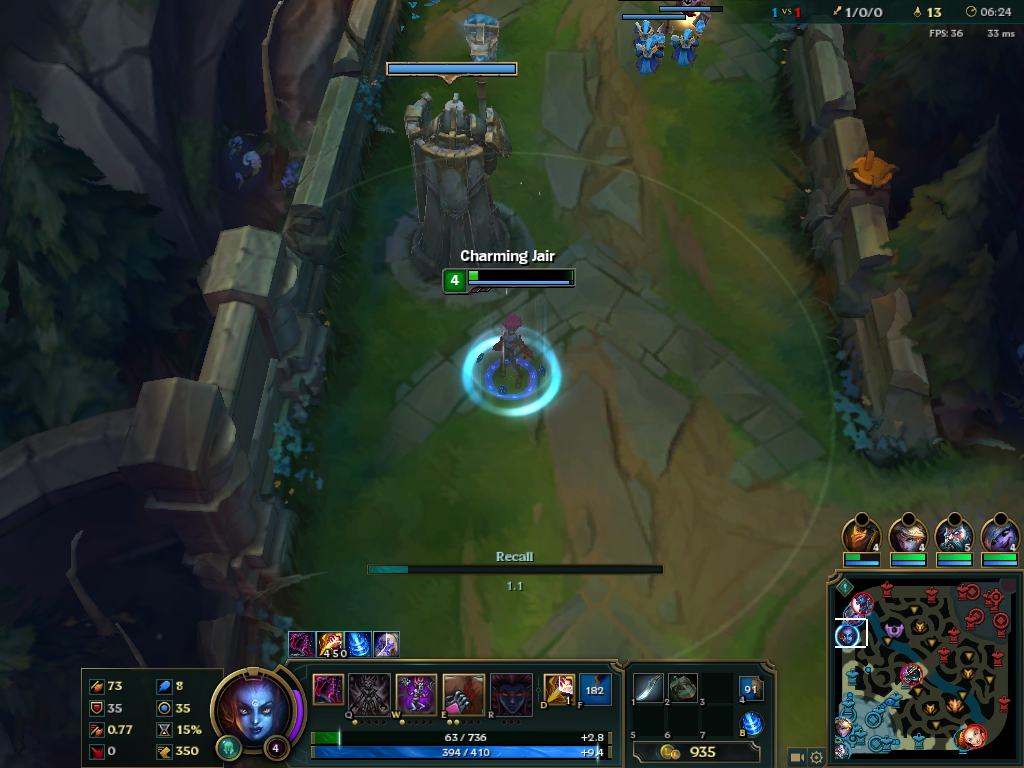 1 vs 1 1/0/0 13 06:24
FPS: 36 33 ms
Charming Jair
4
Recall
1.1
450
4 4 5 4
73 8
35 35
0.77 15%
0 350
4
Q W E R D 1 F 182
63 / 736 +2.8
394 / 410 +9.4
1 2 3 4 91
5 6 7 B
935